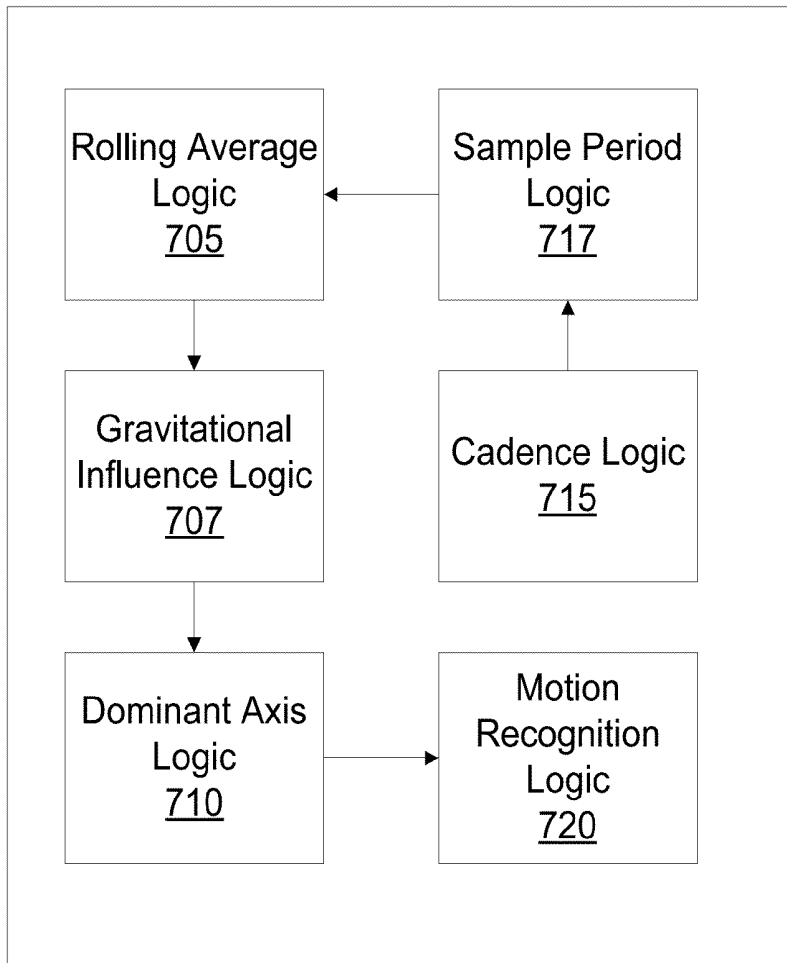 Rolling Average
Logic
705
Sample Period
Logic
717
Gravitational
Influence Logic
707
Cadence Logic
715
Dominant Axis
Logic
710
Motion
Recognition
Logic
720